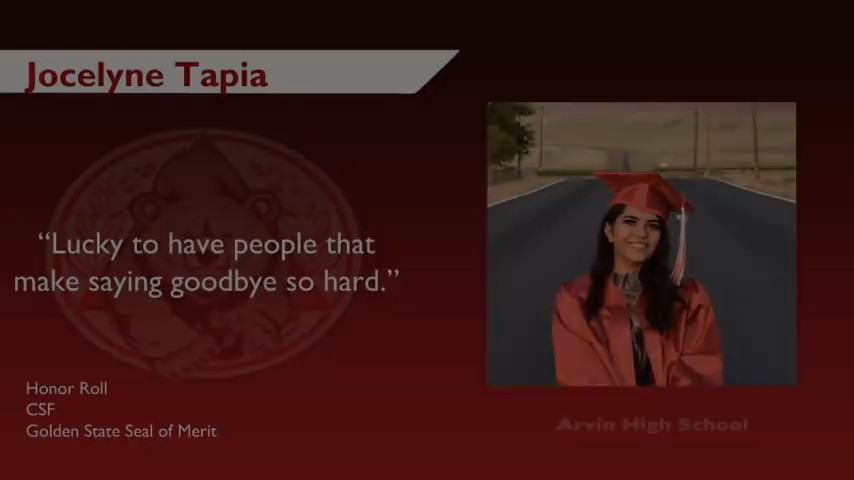 Jocelyne Tapia
“Lucky to have people that
make saying goodbye so hard.”
Honor Roll
CSF
Golden State Seal of Merit
Arvin High School